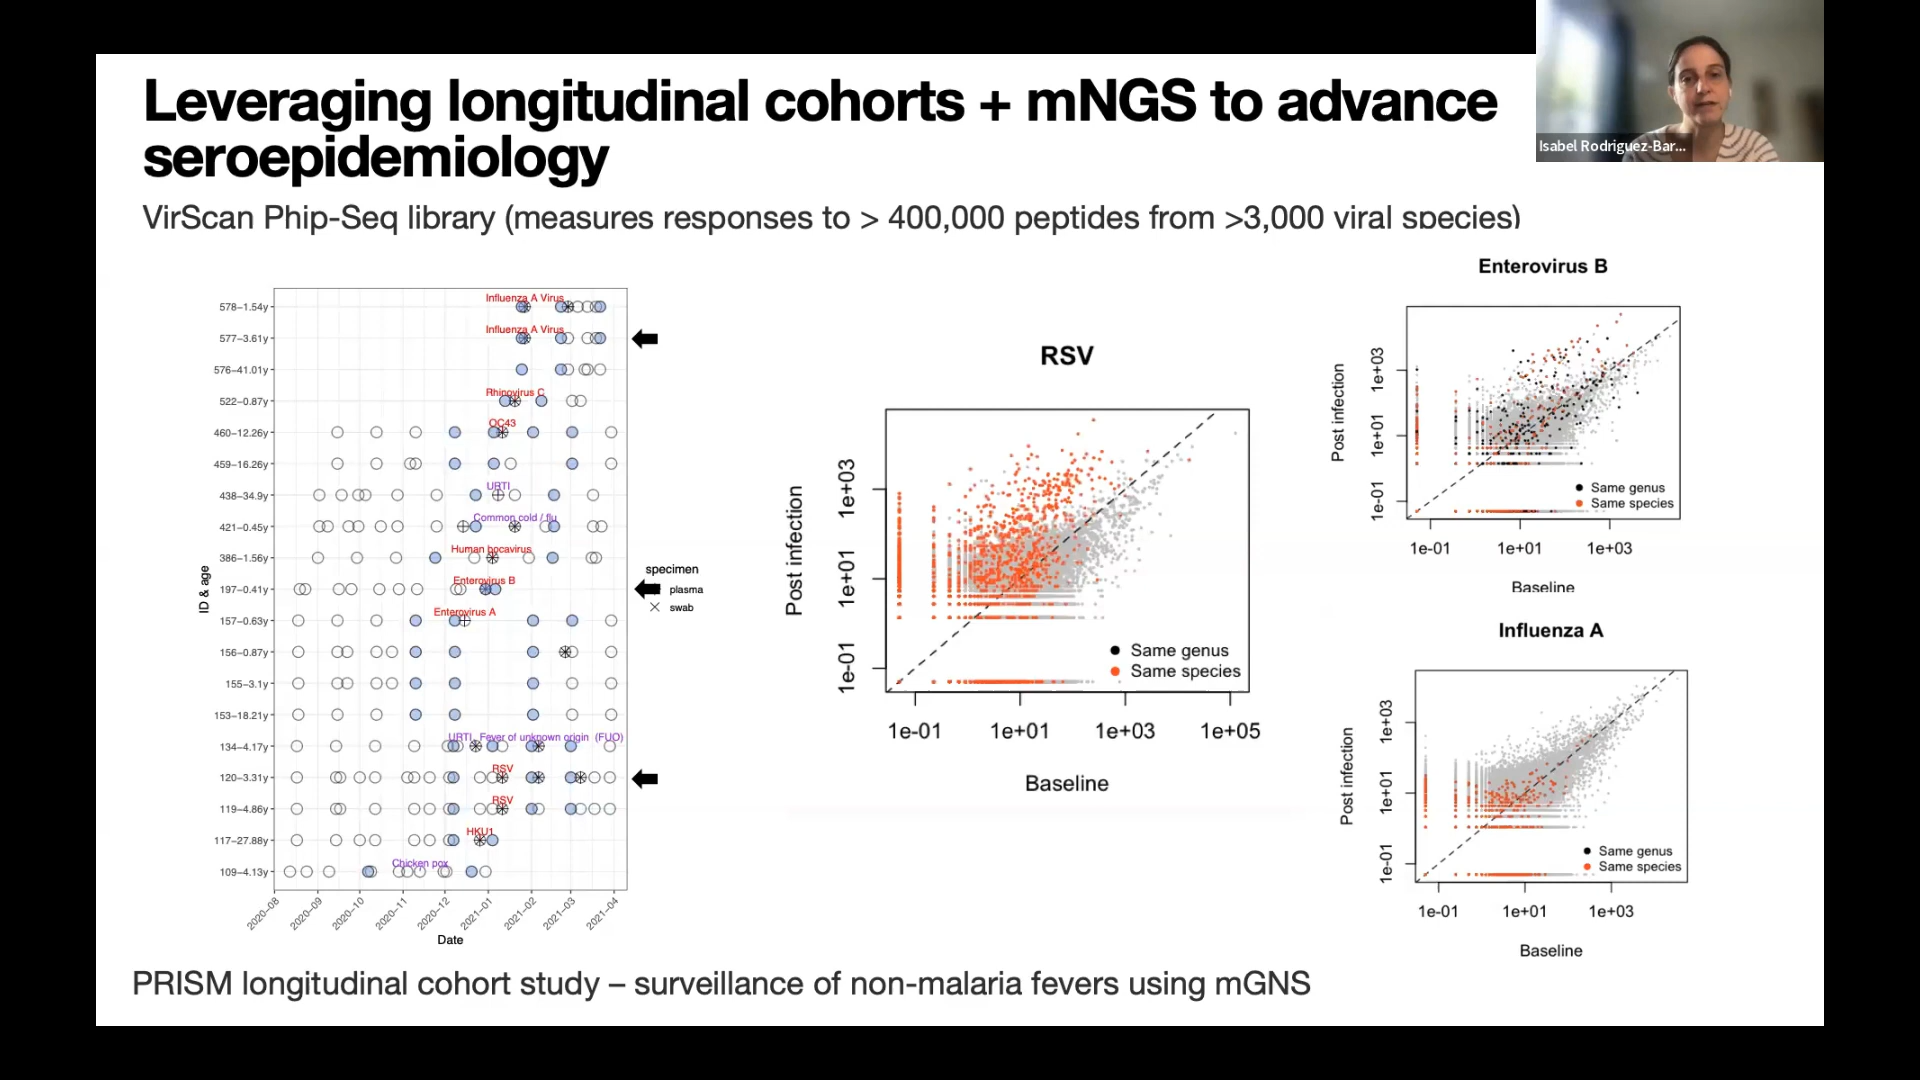 Leveraging longitudinal cohorts + mNGS to advance
seroepidemiology
Isabel Rodriguez-Bar...
VirScan Phip-Seq library (measures responses to > 400,000 peptides from >3,000 viral species)
ID & age
578–1.54y
577–3.61y
576–41.01y
522–0.87y
460–12.26y
459–16.26y
438–34.9y
421–0.45y
386–1.56y
197–0.41y
157–0.63y
156–0.87y
155–3.1y
153–18.21y
134–4.17y
120–3.31y
119–4.86y
117–27.88y
109–4.13y
Influenza A Virus
Influenza A Virus
Rhinovirus C
OC43
URTI
Common cold / flu
Human bocavirus
Enterovirus B
Enterovirus A
URTI
Fever of unknown origin (FUO)
RSV
RSV
HKU1
Chicken pox
2020–08
2020–09
2020–10
2020–11
2020–12
2021–01
2021–02
2021–03
2021–04
Date
specimen
plasma
swab
RSV
Post infection
1e+03
1e+01
1e-01
Same genus
Same species
1e-01
1e+01
1e+03
1e+05
Baseline
Enterovirus B
Post infection
1e+03
1e+01
1e-01
Same genus
Same species
1e-01
1e+01
1e+03
Baseline
Influenza A
Post infection
1e+03
1e+01
1e-01
Same genus
Same species
1e-01
1e+01
1e+03
Baseline
PRISM longitudinal cohort study – surveillance of non-malaria fevers using mGNS